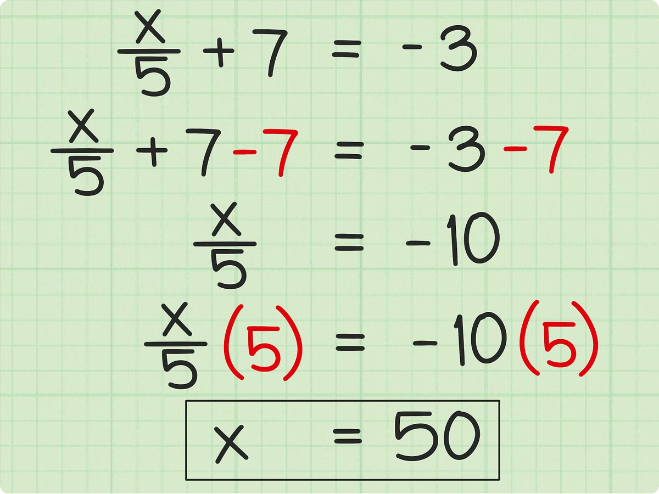 x/5 + 7 = -3
x/5 + 7 - 7 = -3 - 7
x/5 = -10
x/5 (5) = -10 (5)
x = 50